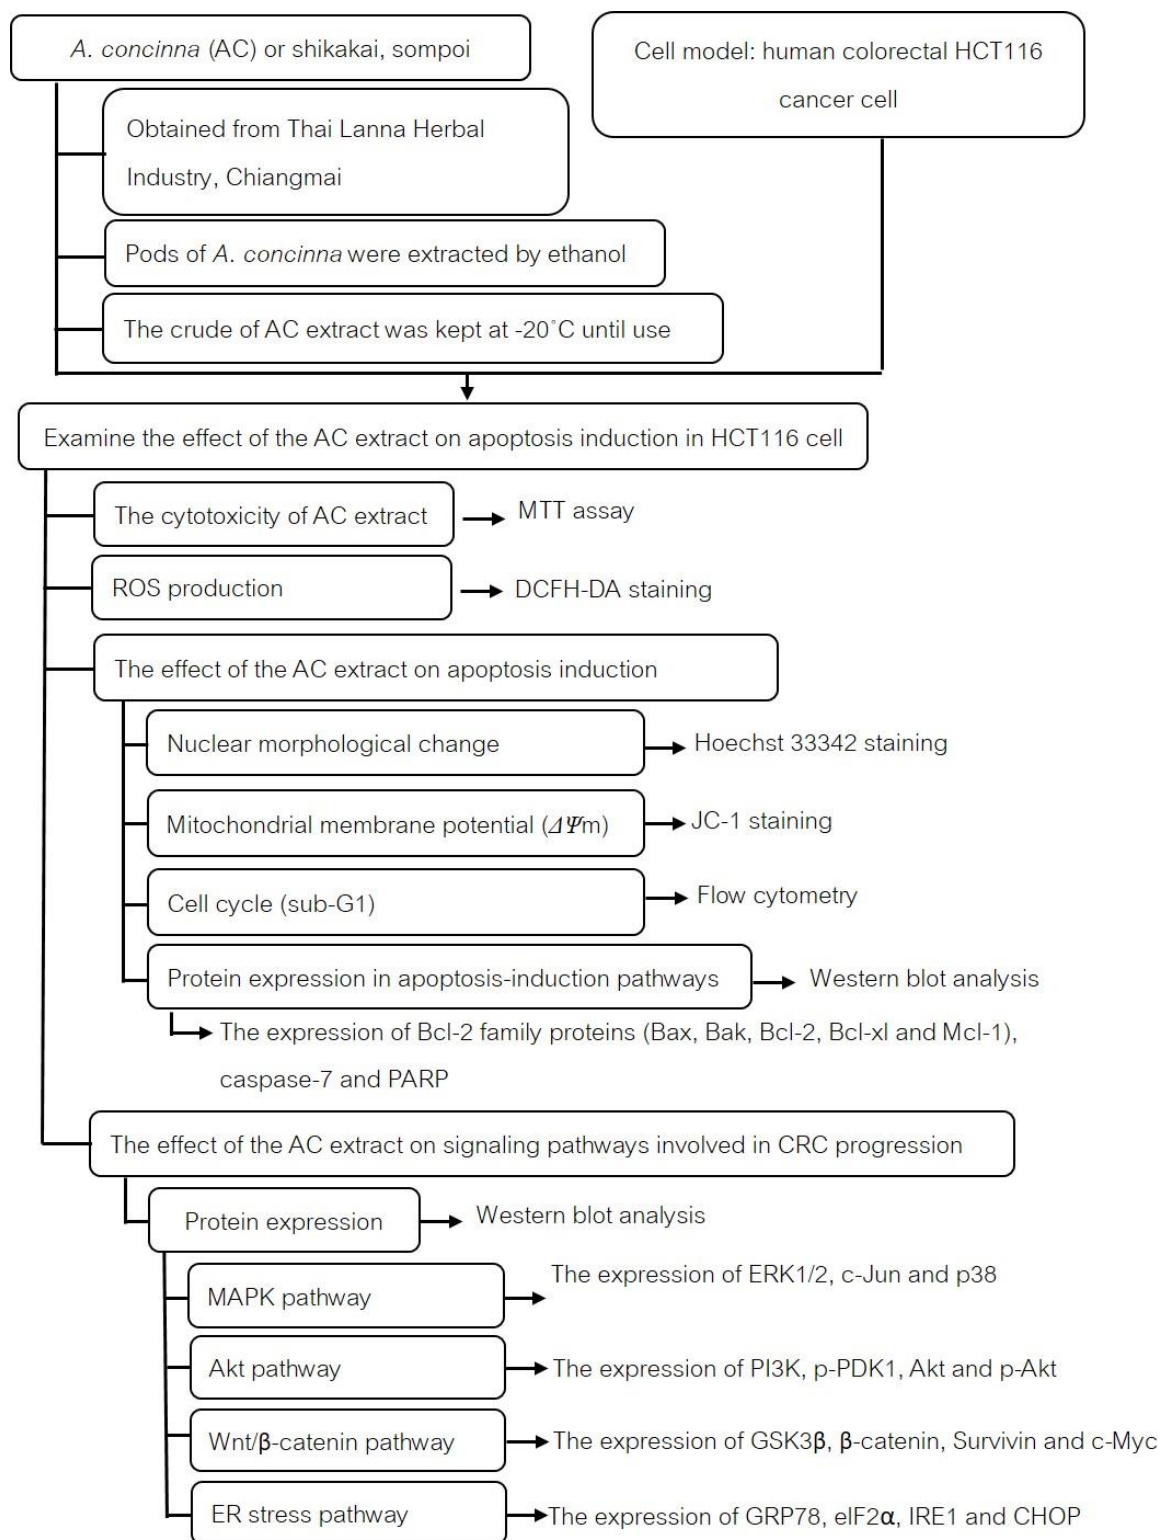 A. concinna (AC) or shikakai, sompoi
Cell model: human colorectal HCT116
cancer cell
Obtained from Thai Lanna Herbal
Industry, Chiangmai
Pods of A. concinna were extracted by ethanol
The crude of AC extract was kept at -20˚C until use
Examine the effect of the AC extract on apoptosis induction in HCT116 cell
The cytotoxicity of AC extract
MTT assay
ROS production
DCFH-DA staining
The effect of the AC extract on apoptosis induction
Nuclear morphological change
Hoechst 33342 staining
Mitochondrial membrane potential (ΔΨm)
JC-1 staining
Cell cycle (sub-G1)
Flow cytometry
Protein expression in apoptosis-induction pathways
Western blot analysis
The expression of Bcl-2 family proteins (Bax, Bak, Bcl-2, Bcl-xl and Mcl-1),
caspase-7 and PARP
The effect of the AC extract on signaling pathways involved in CRC progression
Protein expression
Western blot analysis
MAPK pathway
The expression of ERK1/2, c-Jun and p38
Akt pathway
The expression of PI3K, p-PDK1, Akt and p-Akt
Wnt/β-catenin pathway
The expression of GSK3β, β-catenin, Survivin and c-Myc
ER stress pathway
The expression of GRP78, eIF2α, IRE1 and CHOP